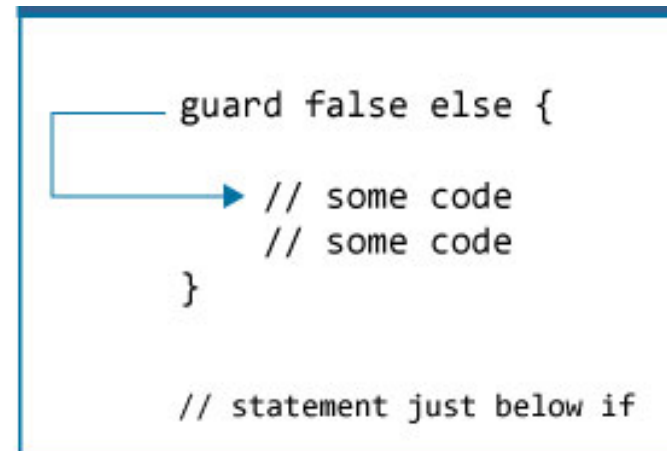 guard false else {
// some code
// some code
}
// statement just below if